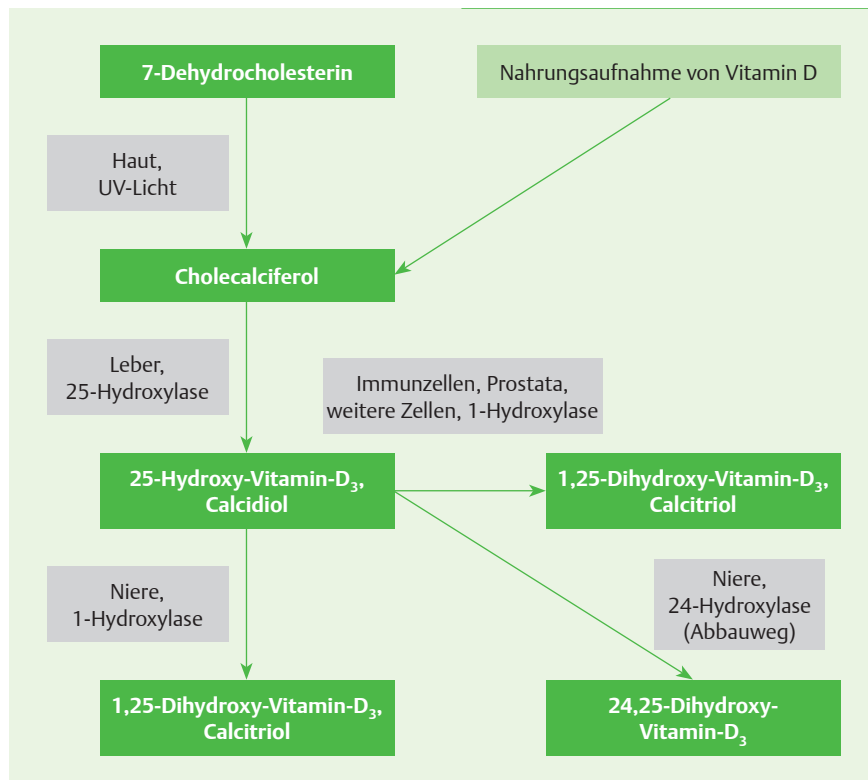 7-Dehydrocholesterin
Nahrungsaufnahme von Vitamin D
Haut,
UV-Licht
Cholecalciferol
Leber,
25-Hydroxylase
Immunzellen, Prostata,
weitere Zellen, 1-Hydroxylase
25-Hydroxy-Vitamin-D₃,
Calcidiol
1,25-Dihydroxy-Vitamin-D₃,
Calcitriol
Niere,
1-Hydroxylase
Niere,
24-Hydroxylase
(Abbauweg)
1,25-Dihydroxy-Vitamin-D₃,
Calcitriol
24,25-Dihydroxy-
Vitamin-D₃